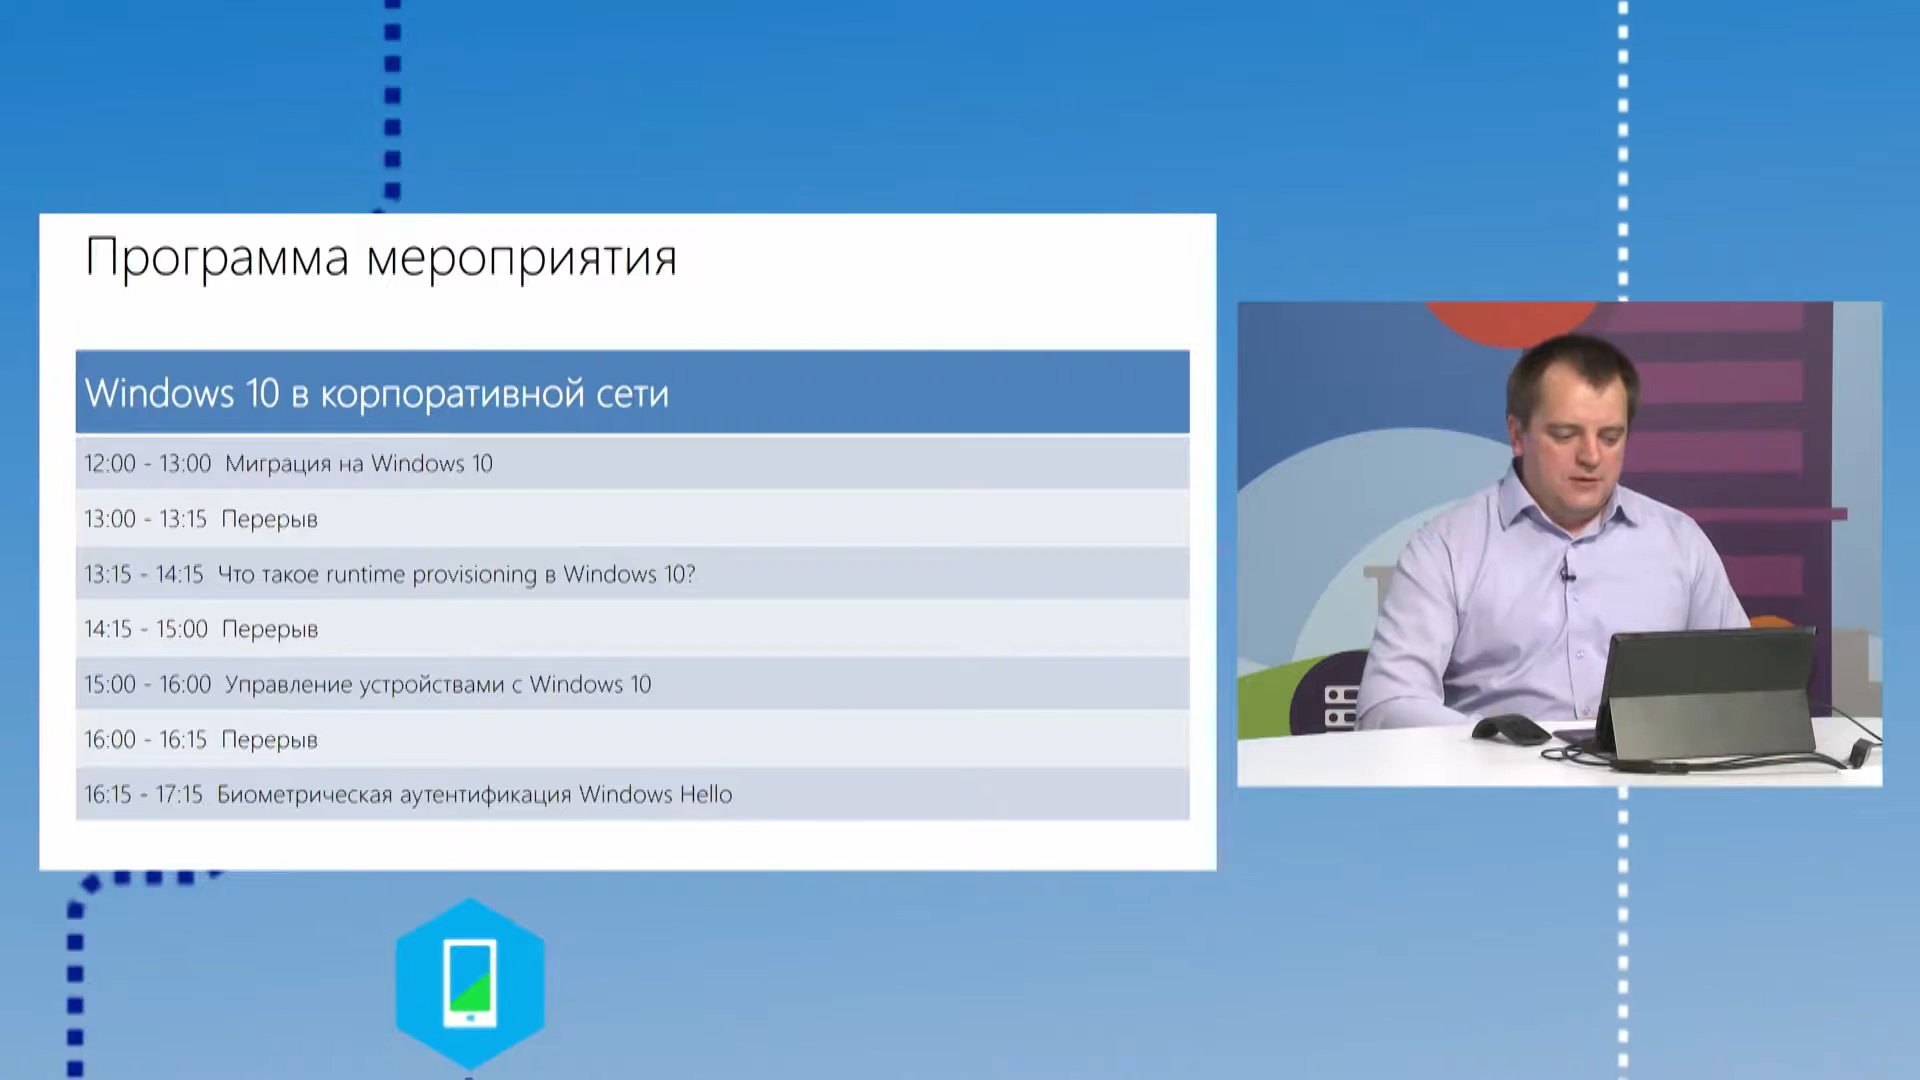 Программа мероприятия
Windows 10 в корпоративной сети
12:00 - 13:00 Миграция на Windows 10
13:00 - 13:15 Перерыв
13:15 - 14:15 Что такое runtime provisioning в Windows 10?
14:15 - 15:00 Перерыв
15:00 - 16:00 Управление устройствами с Windows 10
16:00 - 16:15 Перерыв
16:15 - 17:15 Биометрическая аутентификация Windows Hello